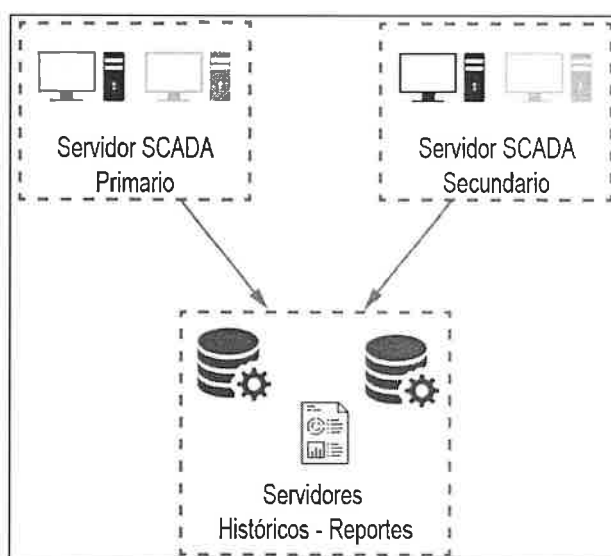 Servidor SCADA
Primario
Servidor SCADA
Secundario
Servidores
Históricos - Reportes